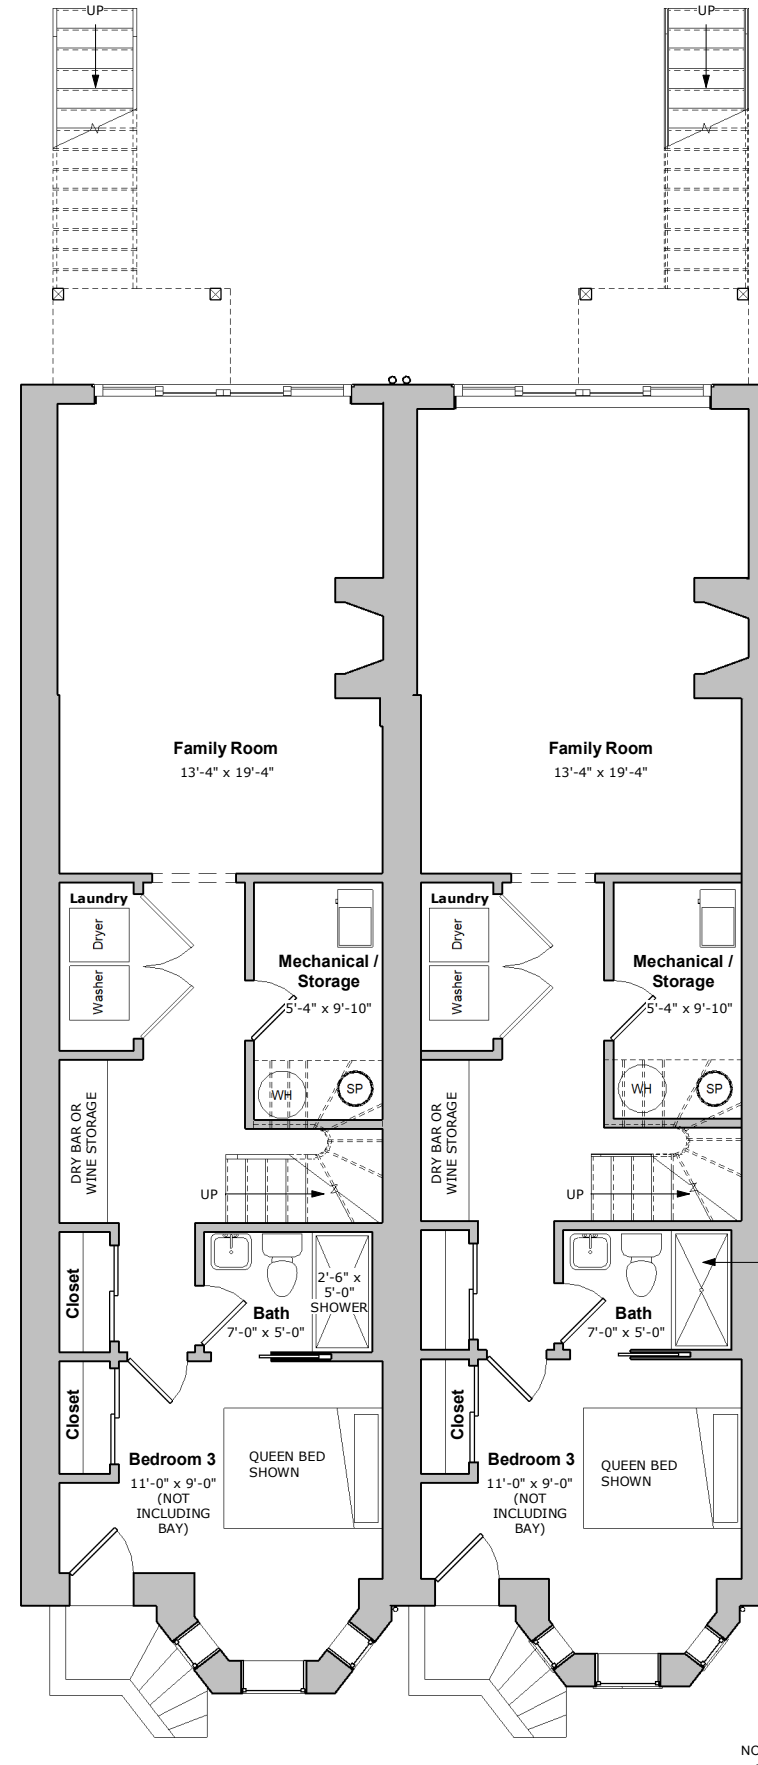 UP
UP
Family Room
13'-4" x 19'-4"
Family Room
13'-4" x 19'-4"
Laundry
Dryer
Washer
Mechanical /
Storage
5'-4" x 9'-10"
WH
SP
Laundry
Dryer
Washer
Mechanical /
Storage
5'-4" x 9'-10"
WH
SP
DRY BAR OR
WINE STORAGE
UP
DRY BAR OR
WINE STORAGE
UP
Closet
Bath
7'-0" x 5'-0"
2'-6" x
5'-0"
SHOWER
Bath
7'-0" x 5'-0"
Closet
Bedroom 3
11'-0" x 9'-0"
(NOT
INCLUDING
BAY)
QUEEN BED
SHOWN
Closet
Bedroom 3
11'-0" x 9'-0"
(NOT
INCLUDING
BAY)
QUEEN BED
SHOWN